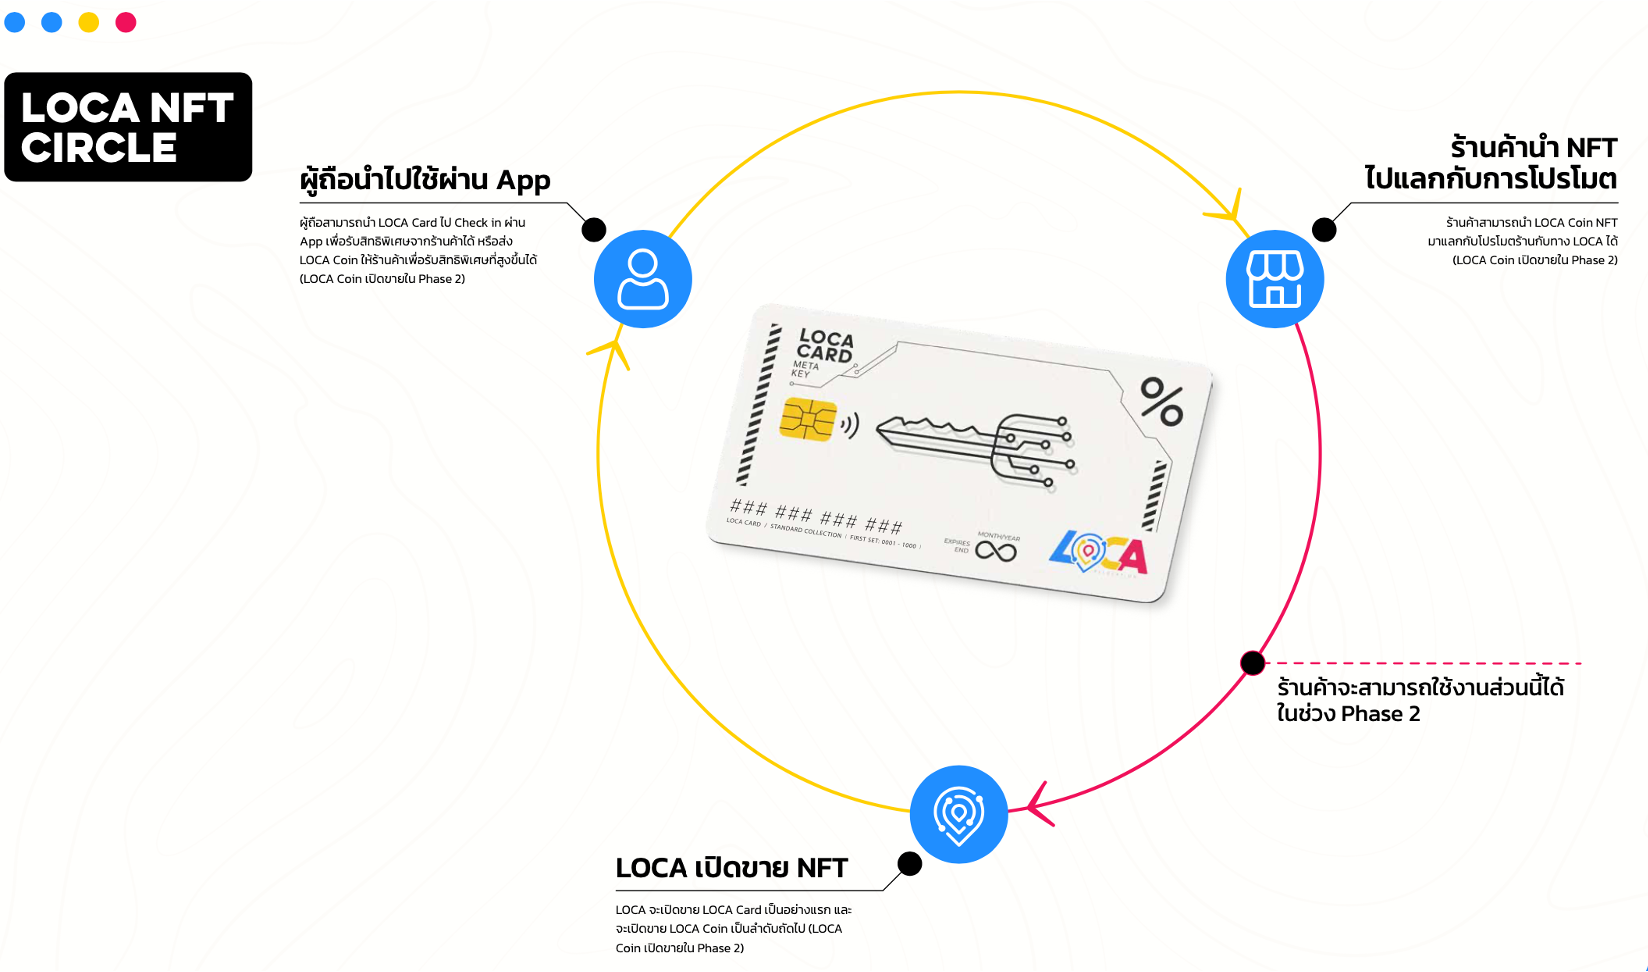 LOCA NFT
CIRCLE
ผู้ถือนำไปใช้ผ่าน App
ผู้ถือสามารถนำ LOCA Card ไป Check in ผ่าน
App เพื่อรับสิทธิพิเศษจากร้านค้าได้ หรือส่ง
LOCA Coin ให้ร้านค้าเพื่อรับสิทธิพิเศษที่สูงขึ้นได้
(LOCA Coin เปิดขายใน Phase 2)
ร้านค้านำ NFT
ไปแลกกับการโปรโมต
ร้านค้าสามารถนำ LOCA Coin NFT
มาแลกกับโปรโมตร้านกับทาง LOCA ได้
(LOCA Coin เปิดขายใน Phase 2)
LOCA
CARD
META
KEY
%
### ### ### ###
LOCA CARD / STANDARD COLLECTION / FIRST SET: 0001 - 1000 /
MONTH/YEAR
EXPIRES
END
LOCA
ร้านค้าจะสามารถใช้งานส่วนนี้ได้
ในช่วง Phase 2
LOCA เปิดขาย NFT
LOCA จะเปิดขาย LOCA Card เป็นอย่างแรก และ
จะเปิดขาย LOCA Coin เป็นลำดับถัดไป (LOCA
Coin เปิดขายใน Phase 2)